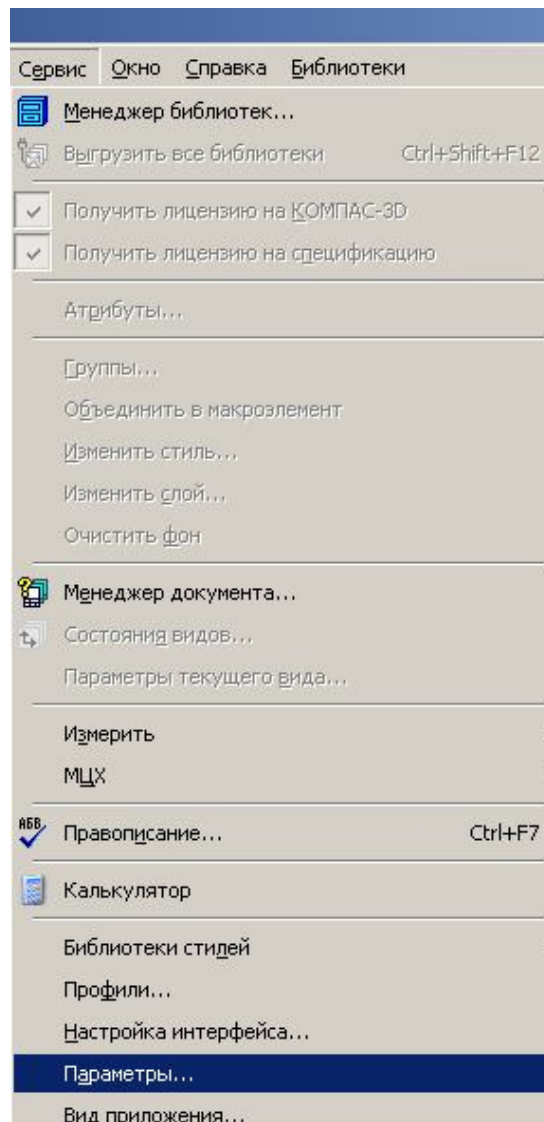 Сервис Окно Справка Библиотеки
Менеджер библиотек...
Выгрузить все библиотеки Ctrl+Shift+F12
Получить лицензию на КОМПАС-3D
Получить лицензию на спецификацию
Атрибуты...
Группы...
Объединить в макроэлемент
Изменить стиль...
Изменить слой...
Очистить фон
Менеджер документа...
Состояния видов...
Параметры текущего вида...
Измерить
МЦХ
АБВ Правописание... Ctrl+F7
Калькулятор
Библиотеки стилей
Профили...
Настройка интерфейса...
Параметры...
Вид приложения...